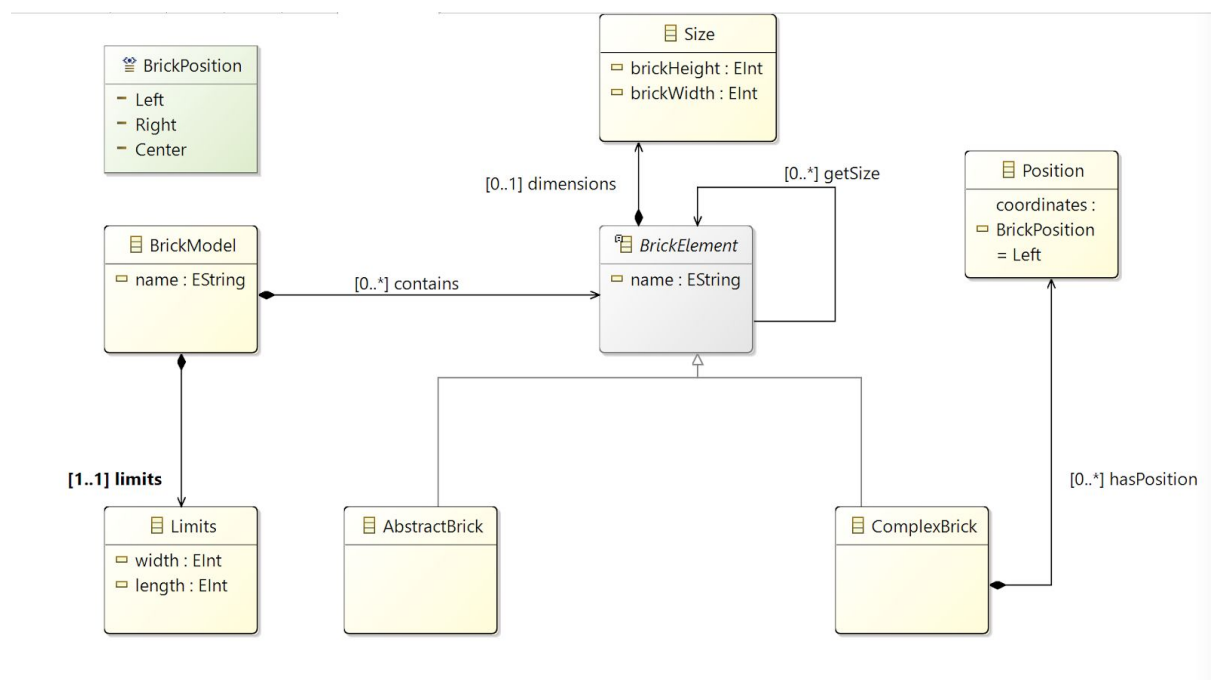 BrickPosition
Left
Right
Center
Size
brickHeight : EInt
brickWidth : EInt
[0..1] dimensions
[0..*] getSize
Position
coordinates :
BrickPosition
= Left
BrickModel
name : EString
[0..*] contains
BrickElement
name : EString
[1..1] limits
[0..*] hasPosition
Limits
width : EInt
length : EInt
AbstractBrick
ComplexBrick